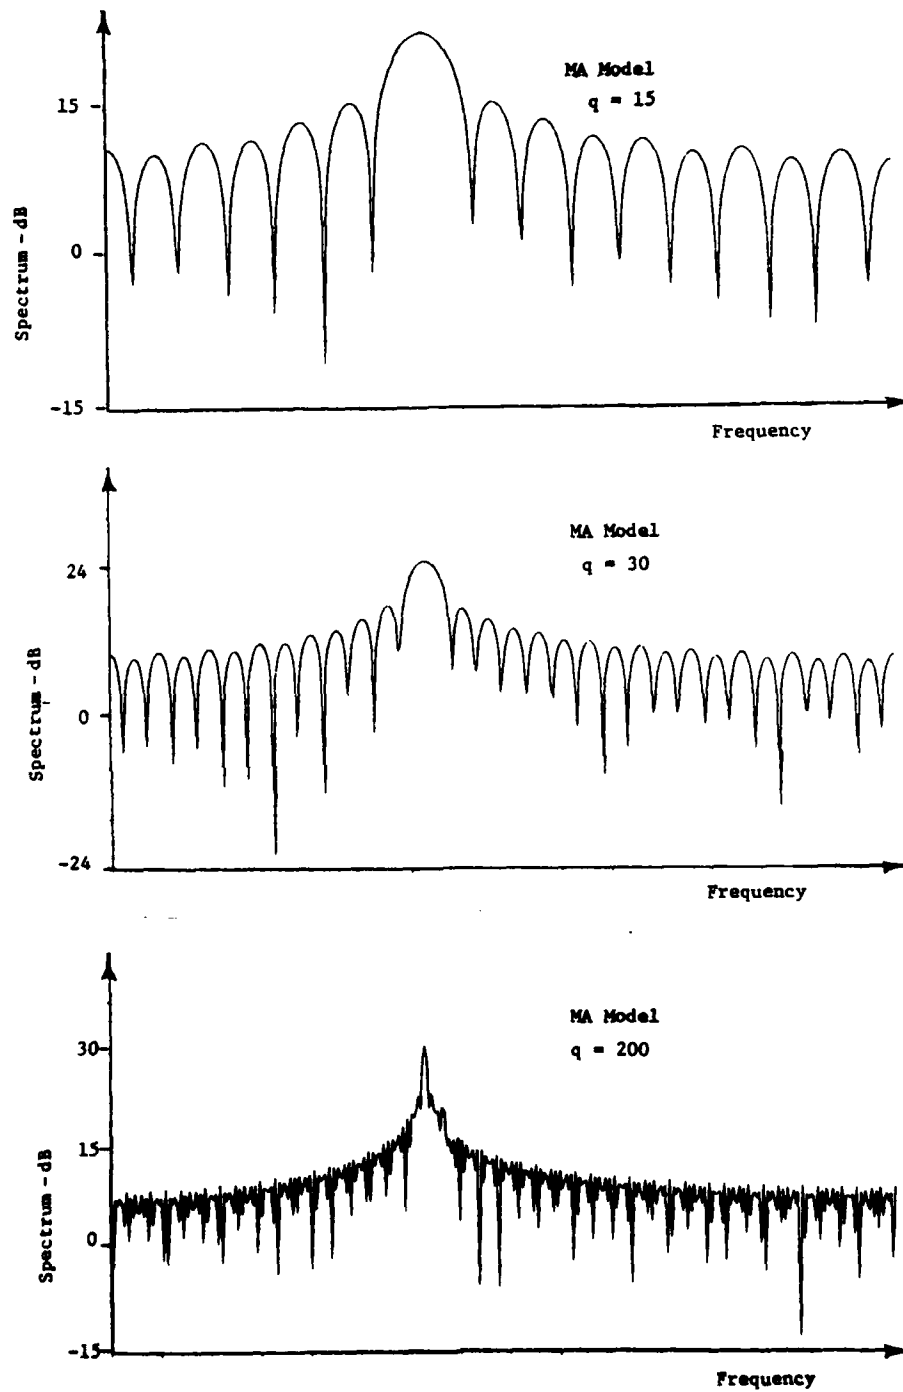 MA Model
q = 15
15
0
-15
Spectrum - dB
Frequency
MA Model
q = 30
24
0
-24
Spectrum - dB
Frequency
MA Model
q = 200
30
15
0
-15
Spectrum - dB
Frequency